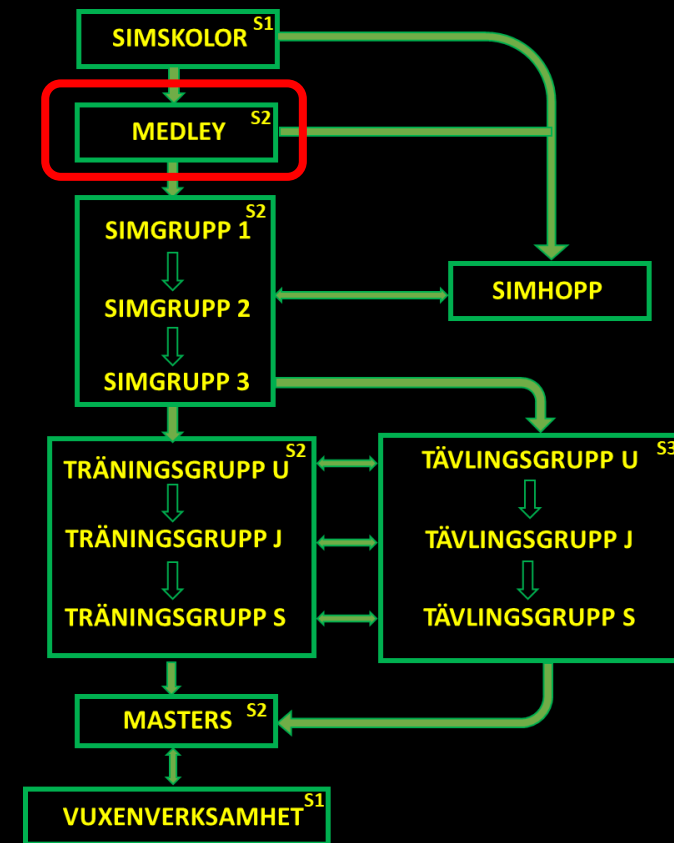 SIMSKOLOR S1
MEDLEY S2
S2
SIMGRUPP 1
SIMGRUPP 2
SIMGRUPP 3
SIMHOPP
S2
TRÄNINGSGRUPP U
TRÄNINGSGRUPP J
TRÄNINGSGRUPP S
S3
TÄVLINGSGRUPP U
TÄVLINGSGRUPP J
TÄVLINGSGRUPP S
MASTERS S2
VUXENVERKSAMHET S1